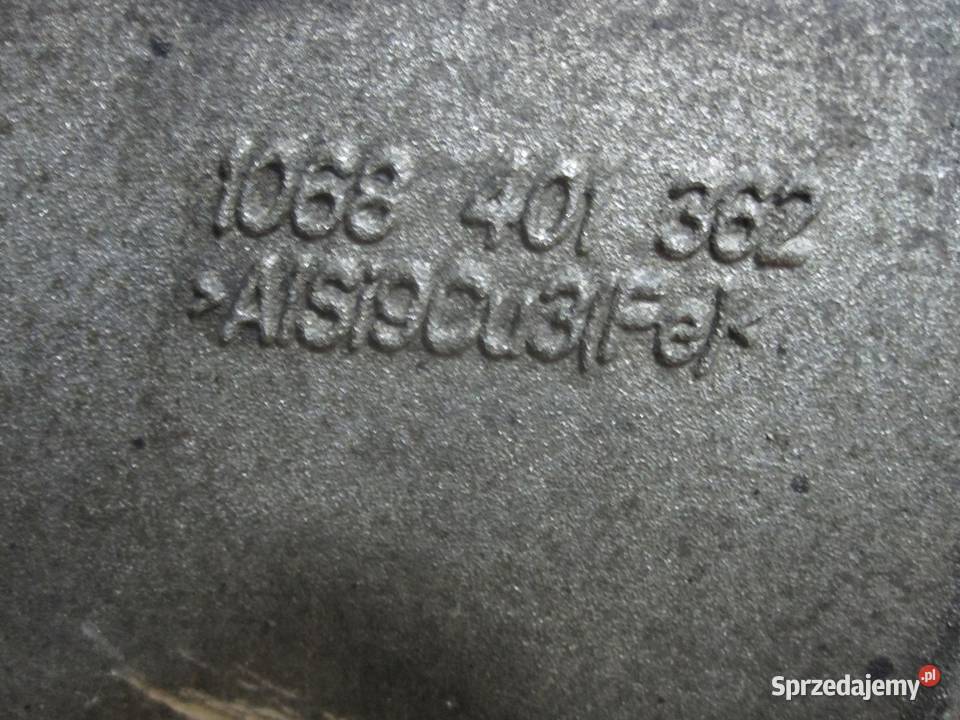 1068 401 362
>AlSi9Cu3(Fe)<
Sprzedajemy.pl